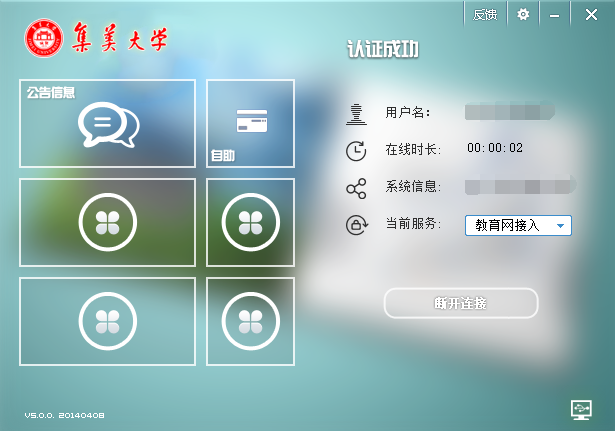 反馈
集美大学
认证成功
公告信息
自助
用户名:
在线时长: 00:00:02
系统信息:
当前服务: 教育网接入
断开连接
V5.0.0. 20140408